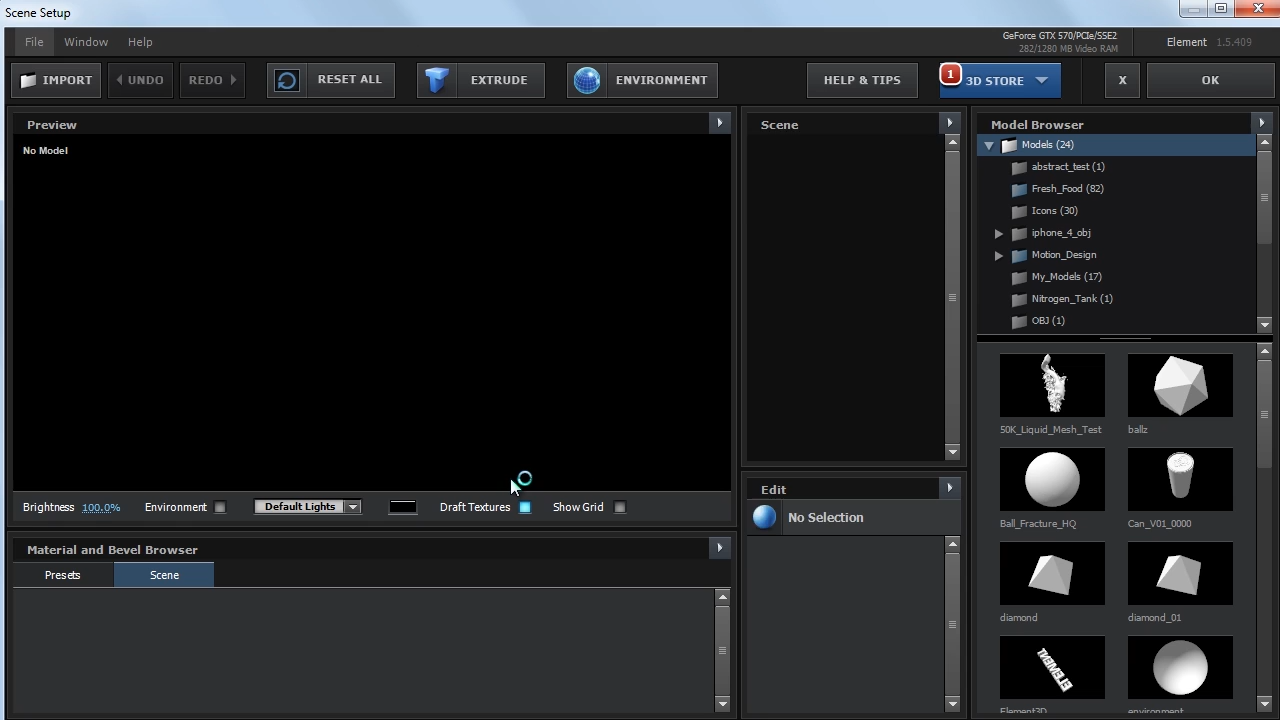 Scene Setup
File Window Help
GeForce GTX 570/PCIe/SSE2
282/1280 MB Video RAM
Element 1.5.409
IMPORT UNDO REDO RESET ALL EXTRUDE ENVIRONMENT HELP & TIPS 1 3D STORE X OK
Preview
No Model
Brightness 100.0% Environment Default Lights Draft Textures Show Grid
Material and Bevel Browser
Presets Scene
Scene
Edit
No Selection
Model Browser
Models (24)
abstract_test (1)
Fresh_Food (82)
Icons (30)
iphone_4_obj
Motion_Design
My_Models (17)
Nitrogen_Tank (1)
OBJ (1)
50K_Liquid_Mesh_Test ballz
Ball_Fracture_HQ Can_V01_0000
diamond diamond_01
ELEMENT
Element3D environment